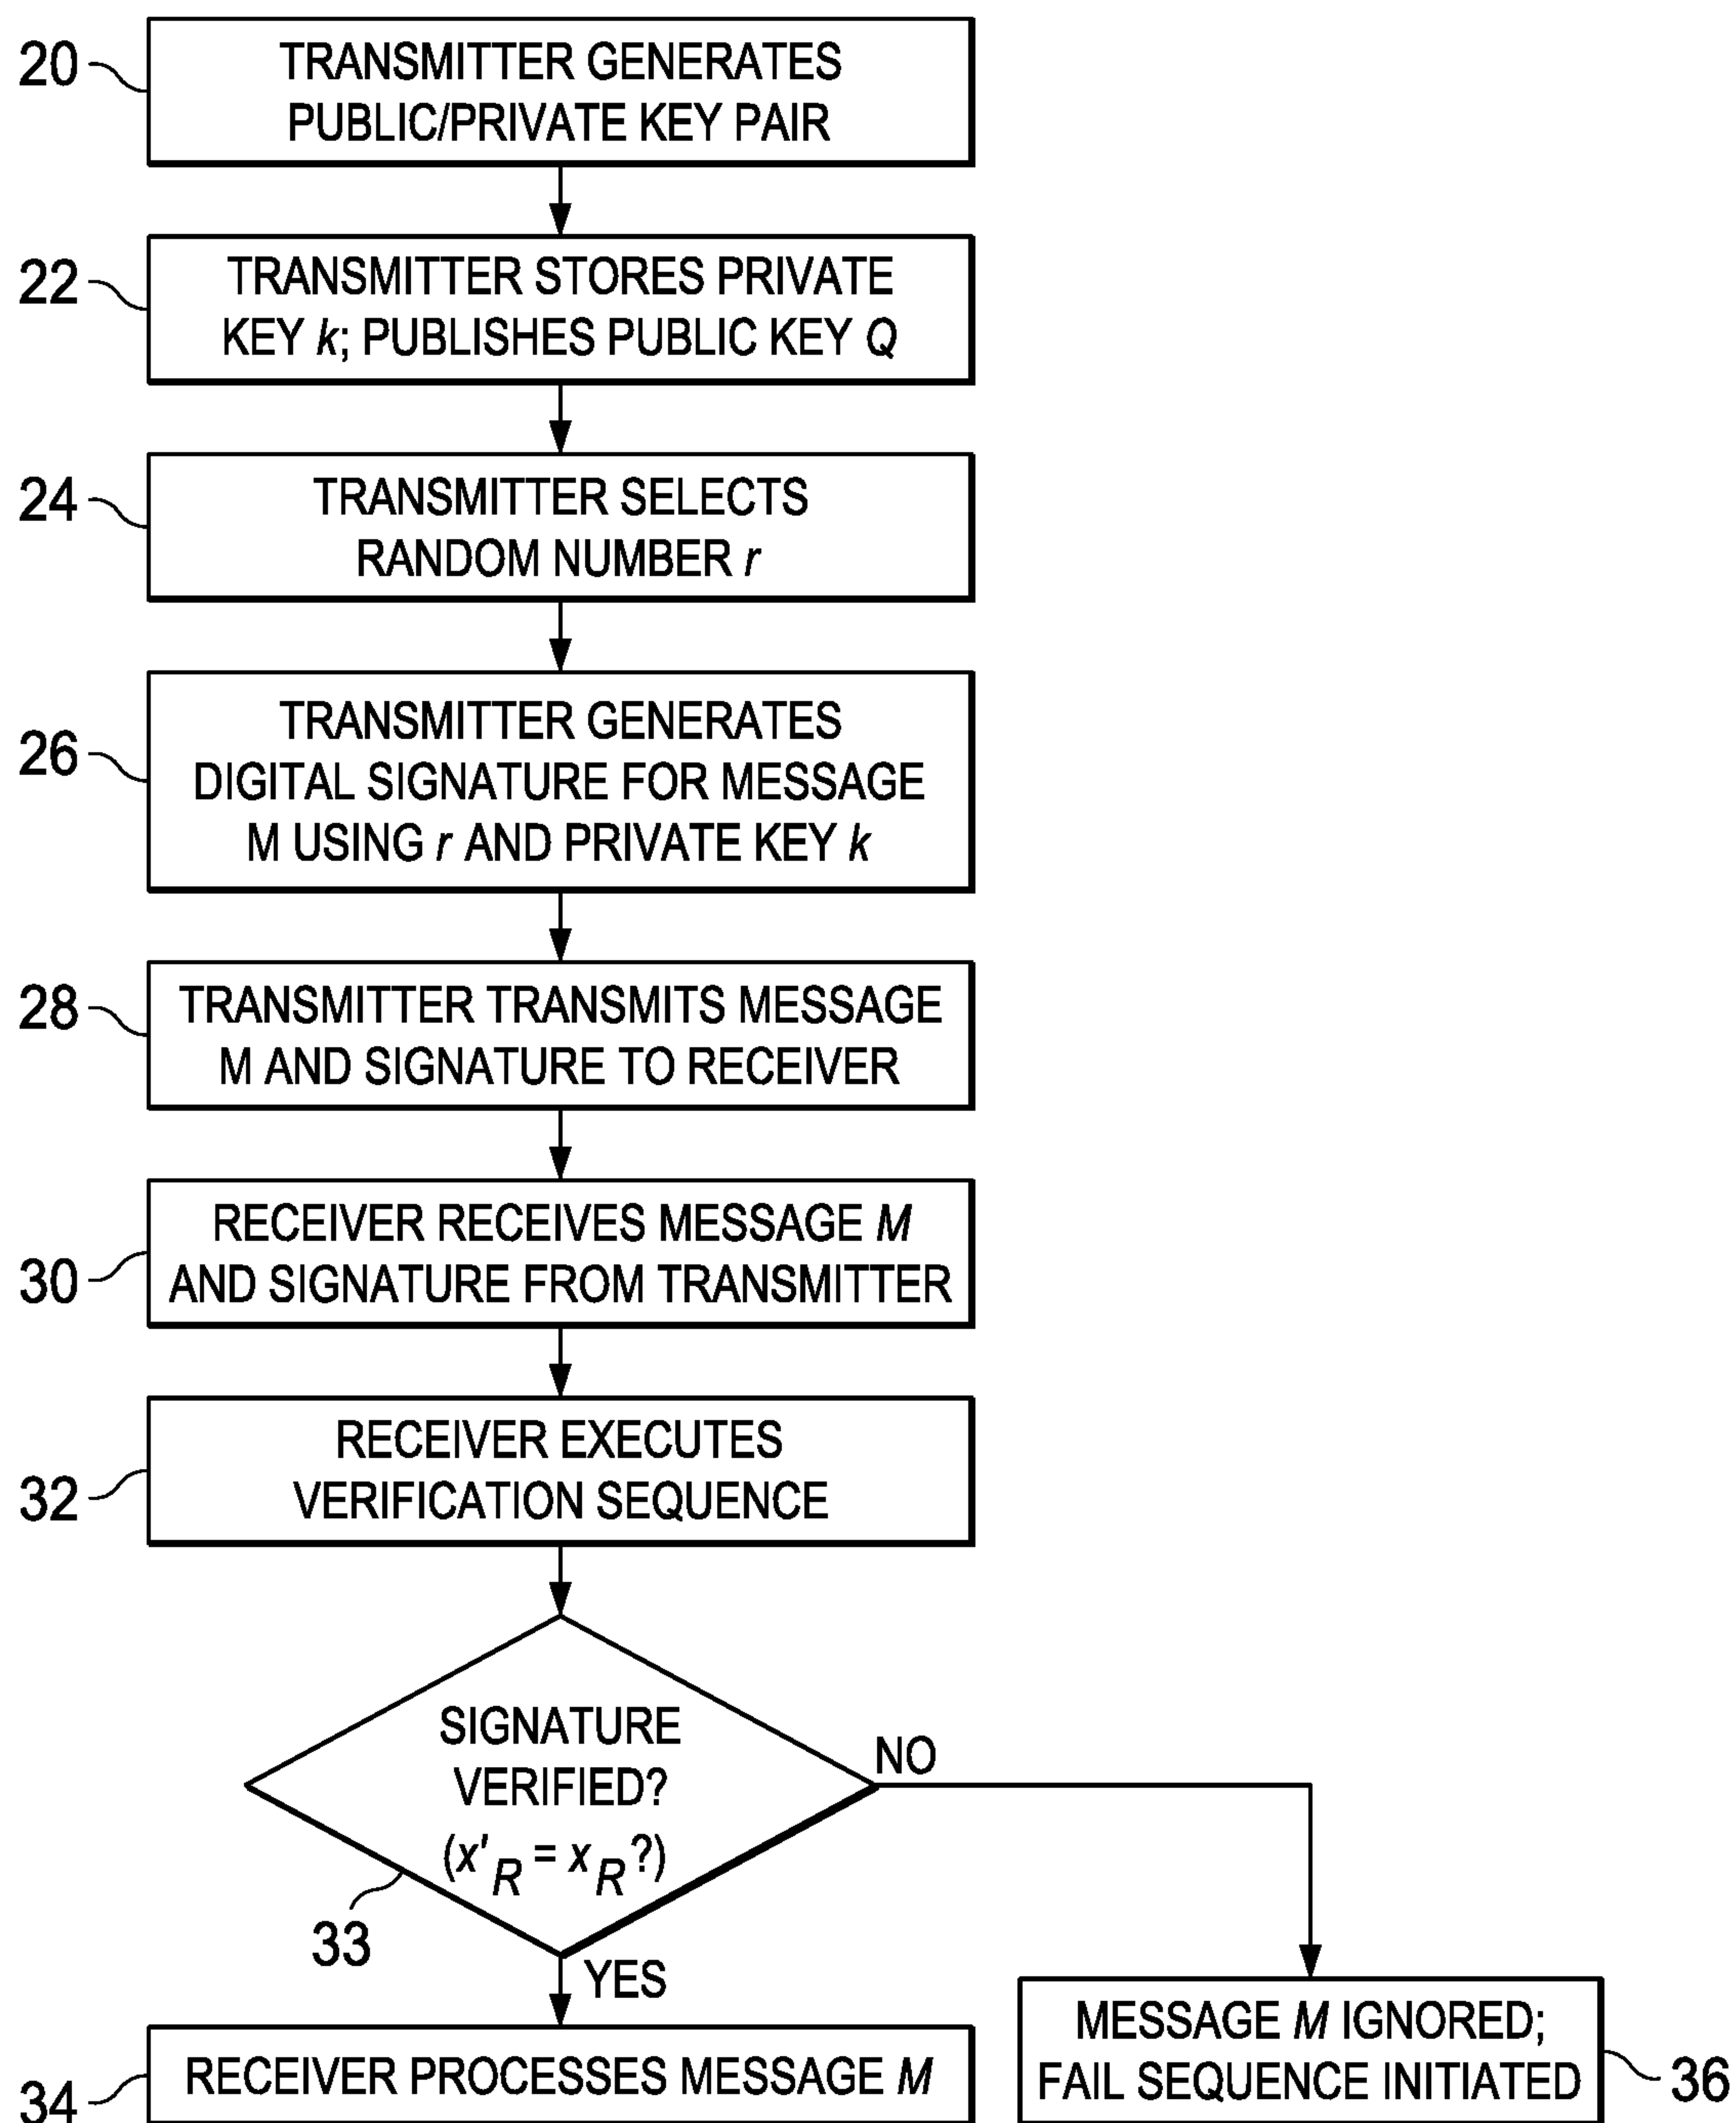 20
TRANSMITTER GENERATES
PUBLIC/PRIVATE KEY PAIR
22
TRANSMITTER STORES PRIVATE
KEY k; PUBLISHES PUBLIC KEY Q
24
TRANSMITTER SELECTS
RANDOM NUMBER r
26
TRANSMITTER GENERATES
DIGITAL SIGNATURE FOR MESSAGE
M USING r AND PRIVATE KEY k
28
TRANSMITTER TRANSMITS MESSAGE
M AND SIGNATURE TO RECEIVER
RECEIVER RECEIVES MESSAGE M
30
AND SIGNATURE FROM TRANSMITTER
RECEIVER EXECUTES
32
VERIFICATION SEQUENCE
SIGNATURE
VERIFIED?
(x'R = xR?)
33
NO
YES
34
RECEIVER PROCESSES MESSAGE M
MESSAGE M IGNORED;
FAIL SEQUENCE INITIATED
36